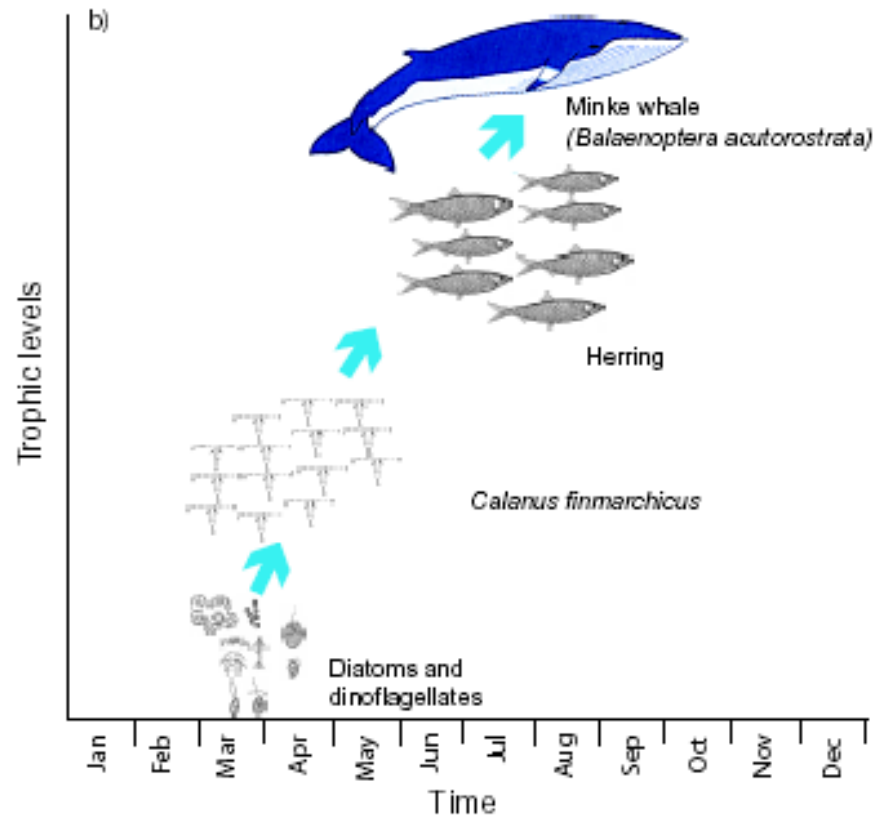 b)
Minke whale
(Balaenoptera acutorostrata)
Herring
Trophic levels
Calanus finmarchicus
Diatoms and
dinoflagellates
Jan
Feb
Mar
Apr
May
Jun
Jul
Aug
Sep
Oct
Nov
Dec
Time